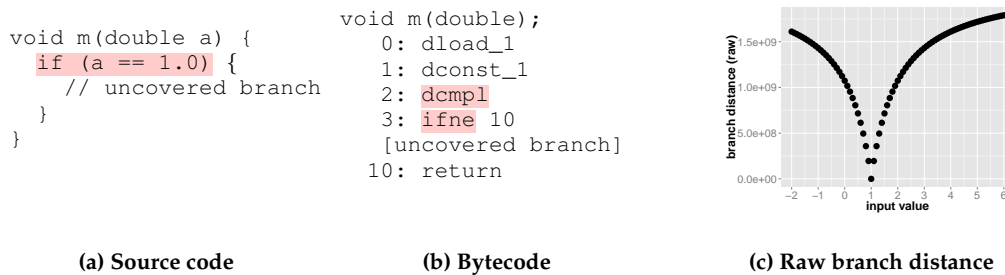 void m(double a) {
if (a == 1.0) {
// uncovered branch
}
}
(a) Source code
void m(double);
0: dload_1
1: dconst_1
2: dcmpl
3: ifne 10
[uncovered branch]
10: return
(b) Bytecode
branch distance (raw)
1.5e+09
1.0e+09
5.0e+08
0.0e+00
−2 −1 0 1 2 3 4 5 6
input value
(c) Raw branch distance